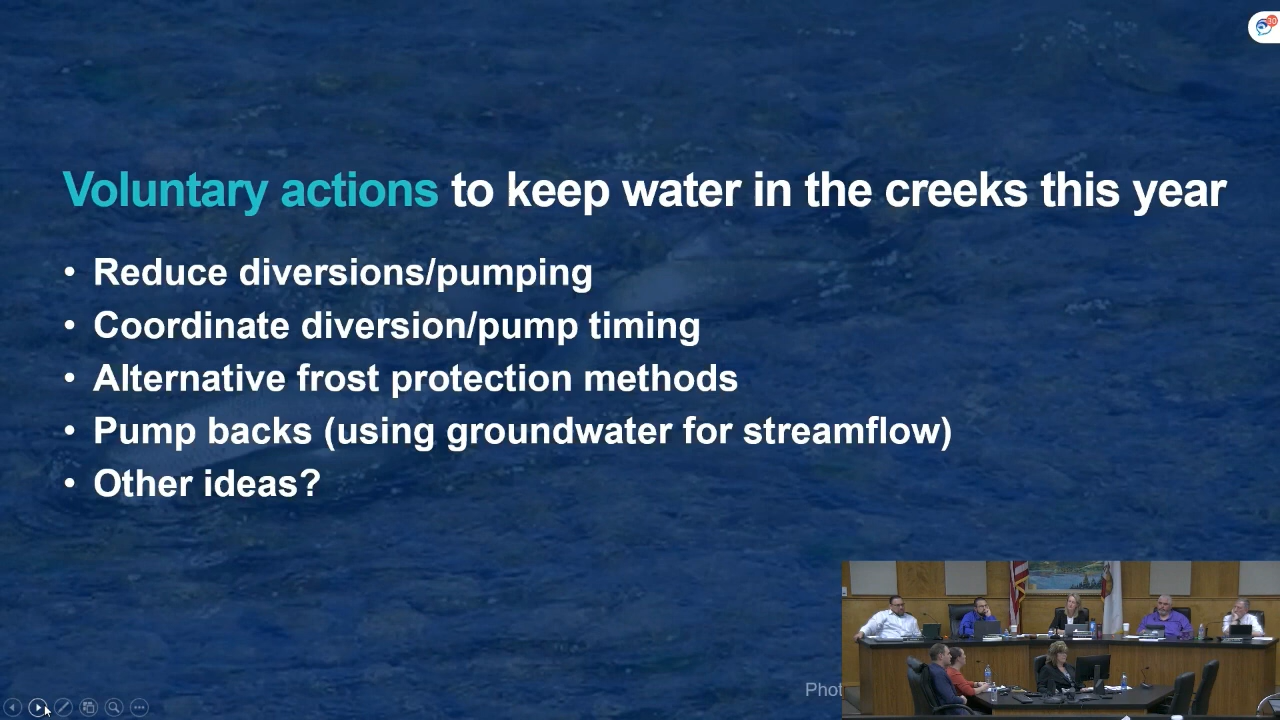 30
Voluntary actions to keep water in the creeks this year
• Reduce diversions/pumping
• Coordinate diversion/pump timing
• Alternative frost protection methods
• Pump backs (using groundwater for streamflow)
• Other ideas?
Phot